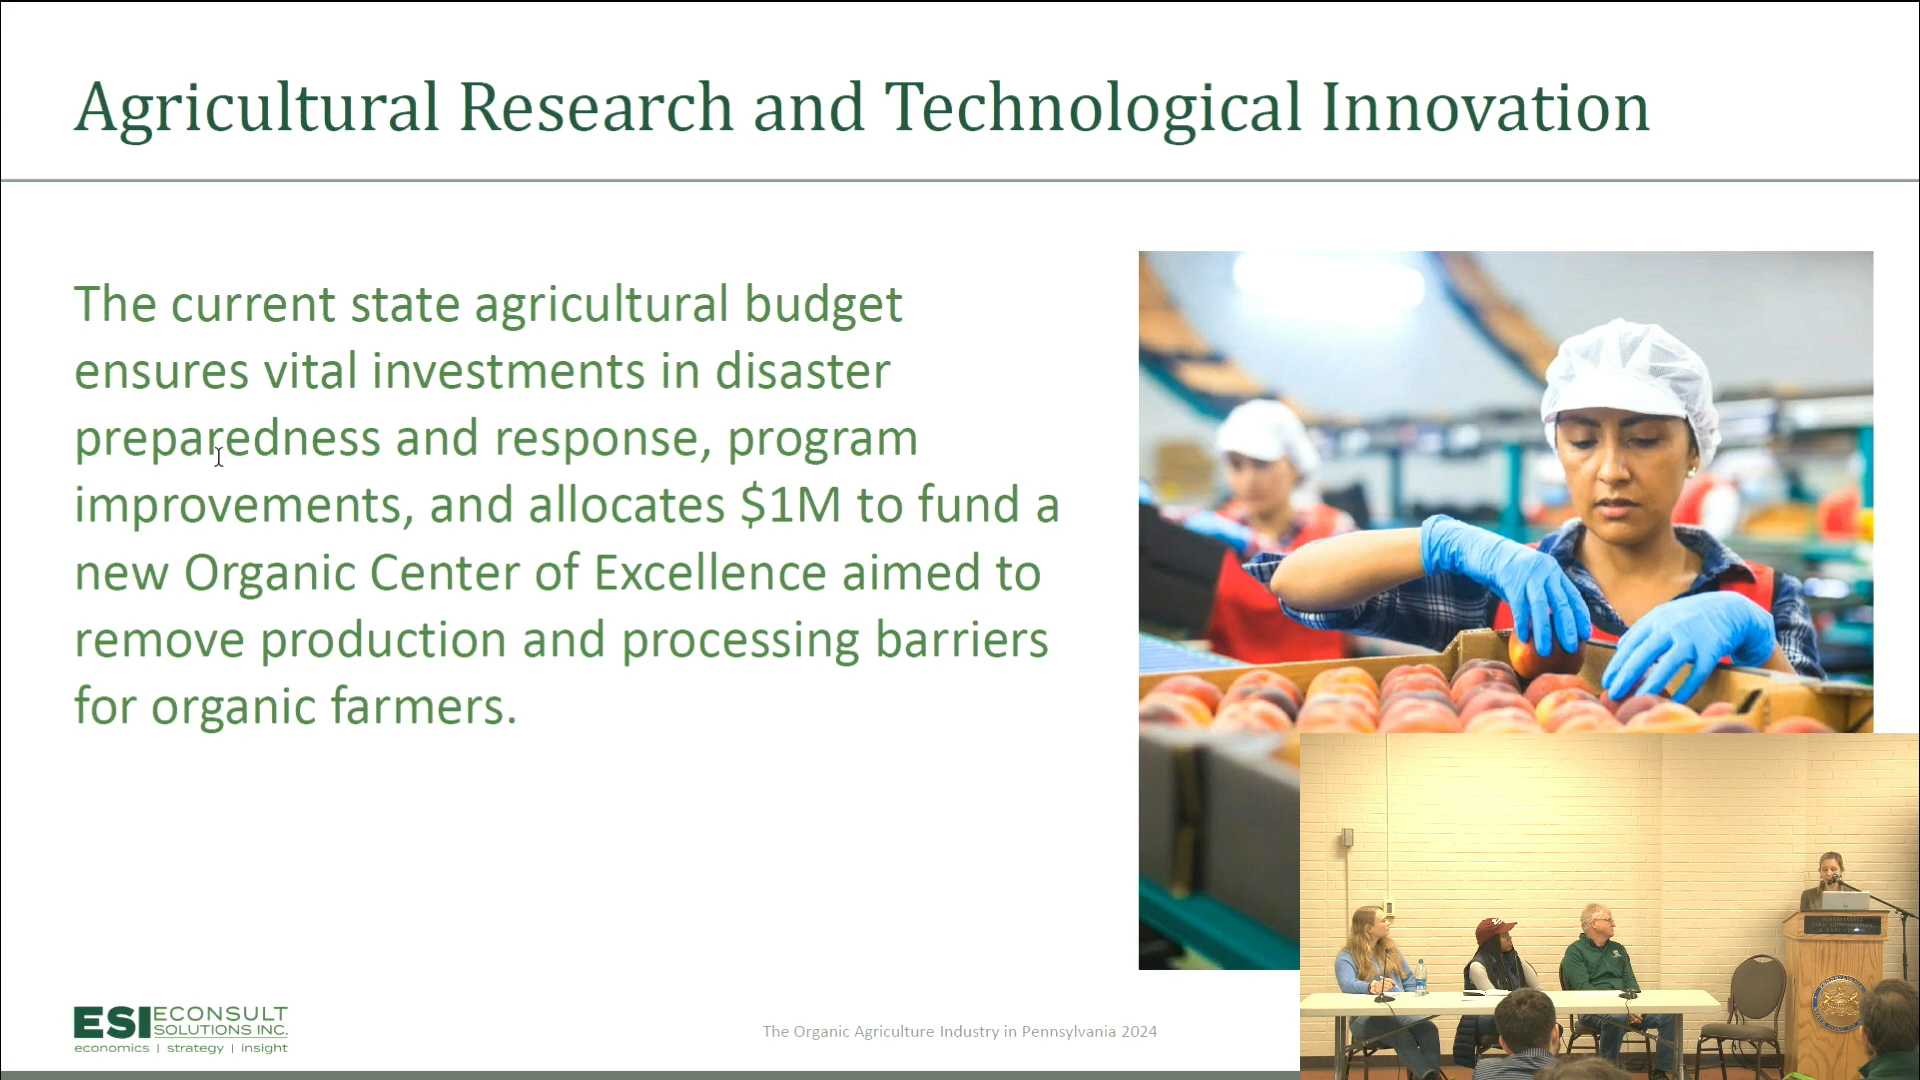 Agricultural Research and Technological Innovation
The current state agricultural budget
ensures vital investments in disaster
preparedness and response, program
improvements, and allocates $1M to fund a
new Organic Center of Excellence aimed to
remove production and processing barriers
for organic farmers.
ESI ECONSULT
SOLUTIONS INC.
economics | strategy | insight
The Organic Agriculture Industry in Pennsylvania 2024